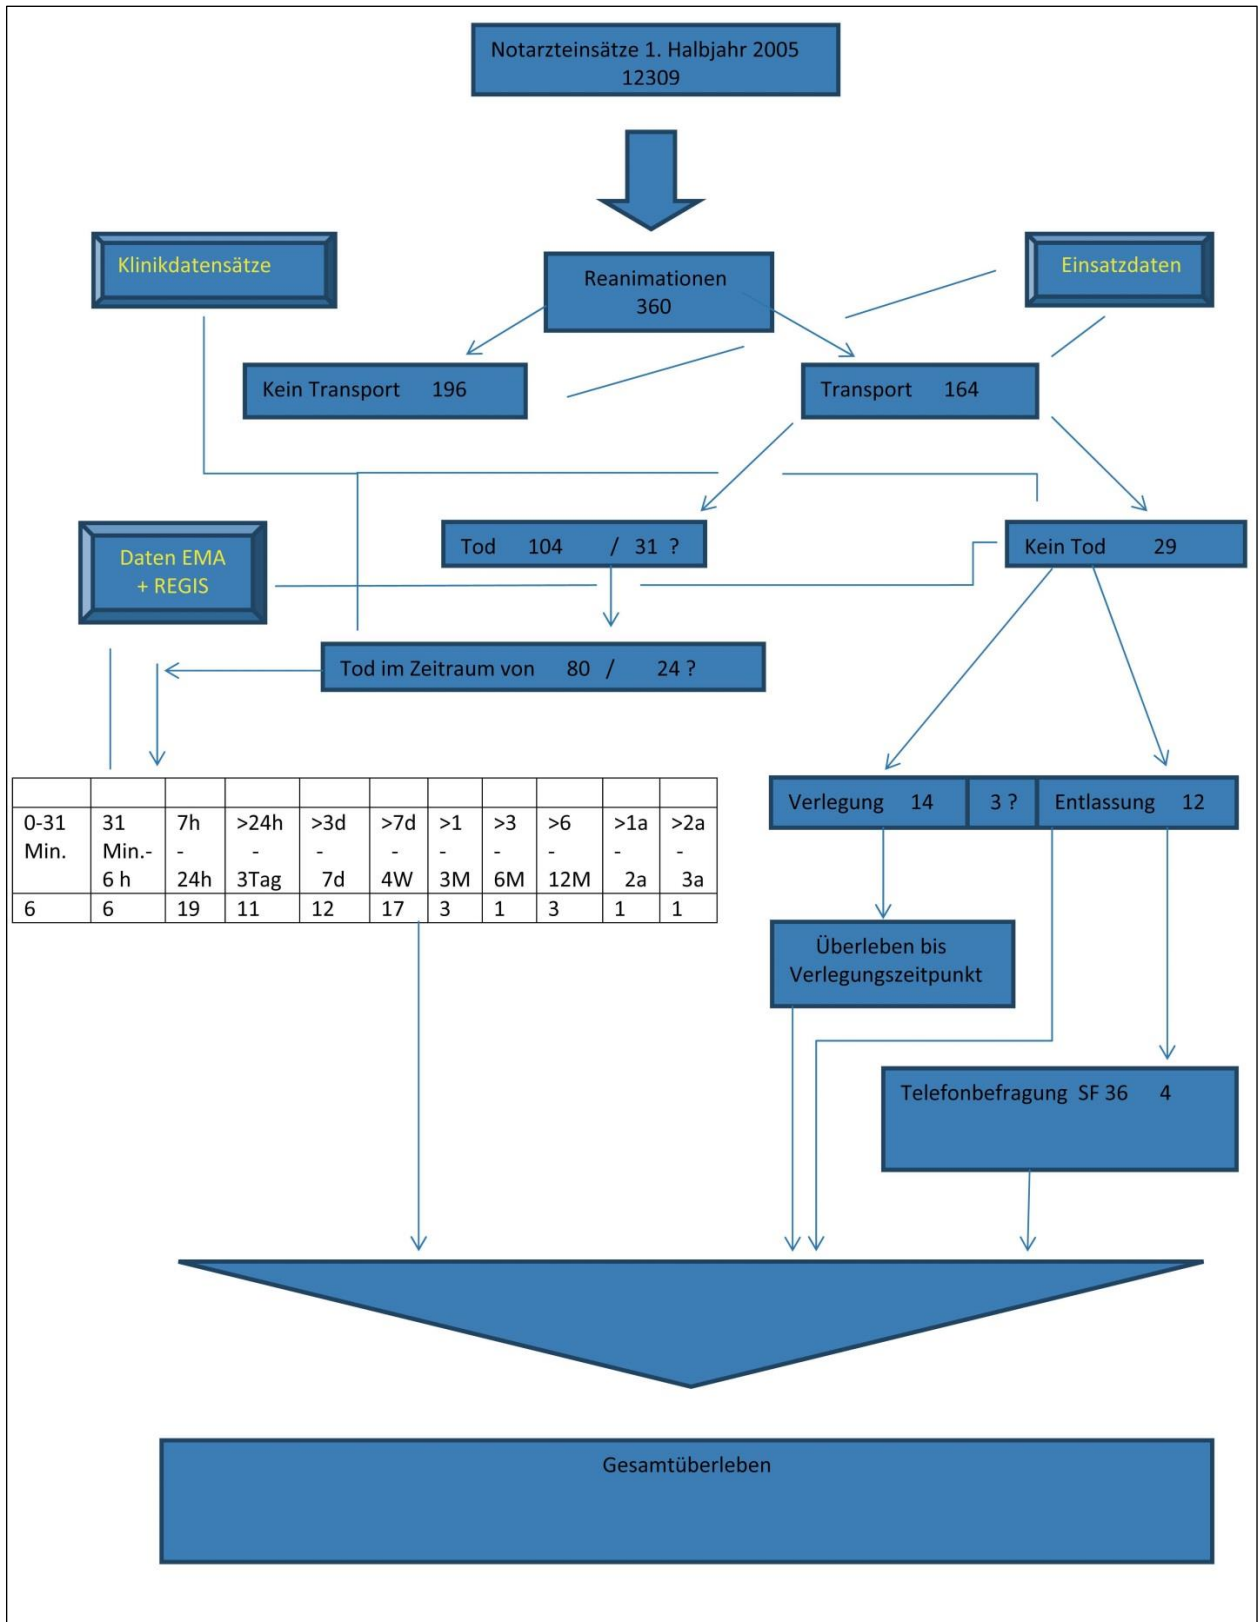 Notarzteinsätze 1. Halbjahr 2005
12309
Klinikdatensätze
Reanimationen
360
Einsatzdaten
Kein Transport 196
Transport 164
Daten EMA
+ REGIS
Tod 104 / 31 ?
Kein Tod 29
Tod im Zeitraum von 80 / 24 ?
0-31 31 7h >24h >3d >7d >1 >3 >6 >1a >2a
Min. Min.- - - - - - - - - -
6 h 24h 3Tag 7d 4W 3M 6M 12M 2a 3a
6 6 19 11 12 17 3 1 3 1 1
Verlegung 14 3 ? Entlassung 12
Überleben bis
Verlegungszeitpunkt
Telefonbefragung SF 36 4
Gesamtüberleben